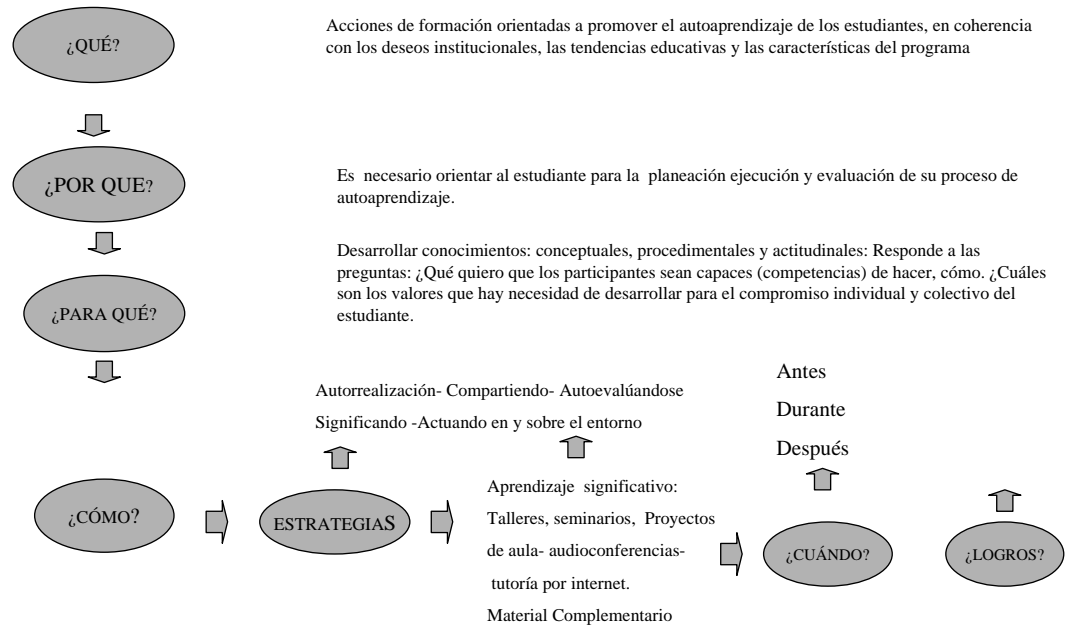 ¿QUÉ?
Acciones de formación orientadas a promover el autoaprendizaje de los estudiantes, en coherencia
con los deseos institucionales, las tendencias educativas y las características del programa
¿POR QUE?
Es necesario orientar al estudiante para la planeación ejecución y evaluación de su proceso de
autoaprendizaje.
¿PARA QUÉ?
Desarrollar conocimientos: conceptuales, procedimentales y actitudinales: Responde a las
preguntas: ¿Qué quiero que los participantes sean capaces (competencias) de hacer, cómo. ¿Cuáles
son los valores que hay necesidad de desarrollar para el compromiso individual y colectivo del
estudiante.
Autorrealización- Compartiendo- Autoevalúandose
Significando -Actuando en y sobre el entorno
Antes
Durante
Después
¿CÓMO?
ESTRATEGIAS
Aprendizaje significativo:
Talleres, seminarios, Proyectos
de aula- audioconferencias-
tutoría por internet.
Material Complementario
¿CUÁNDO?
¿LOGROS?